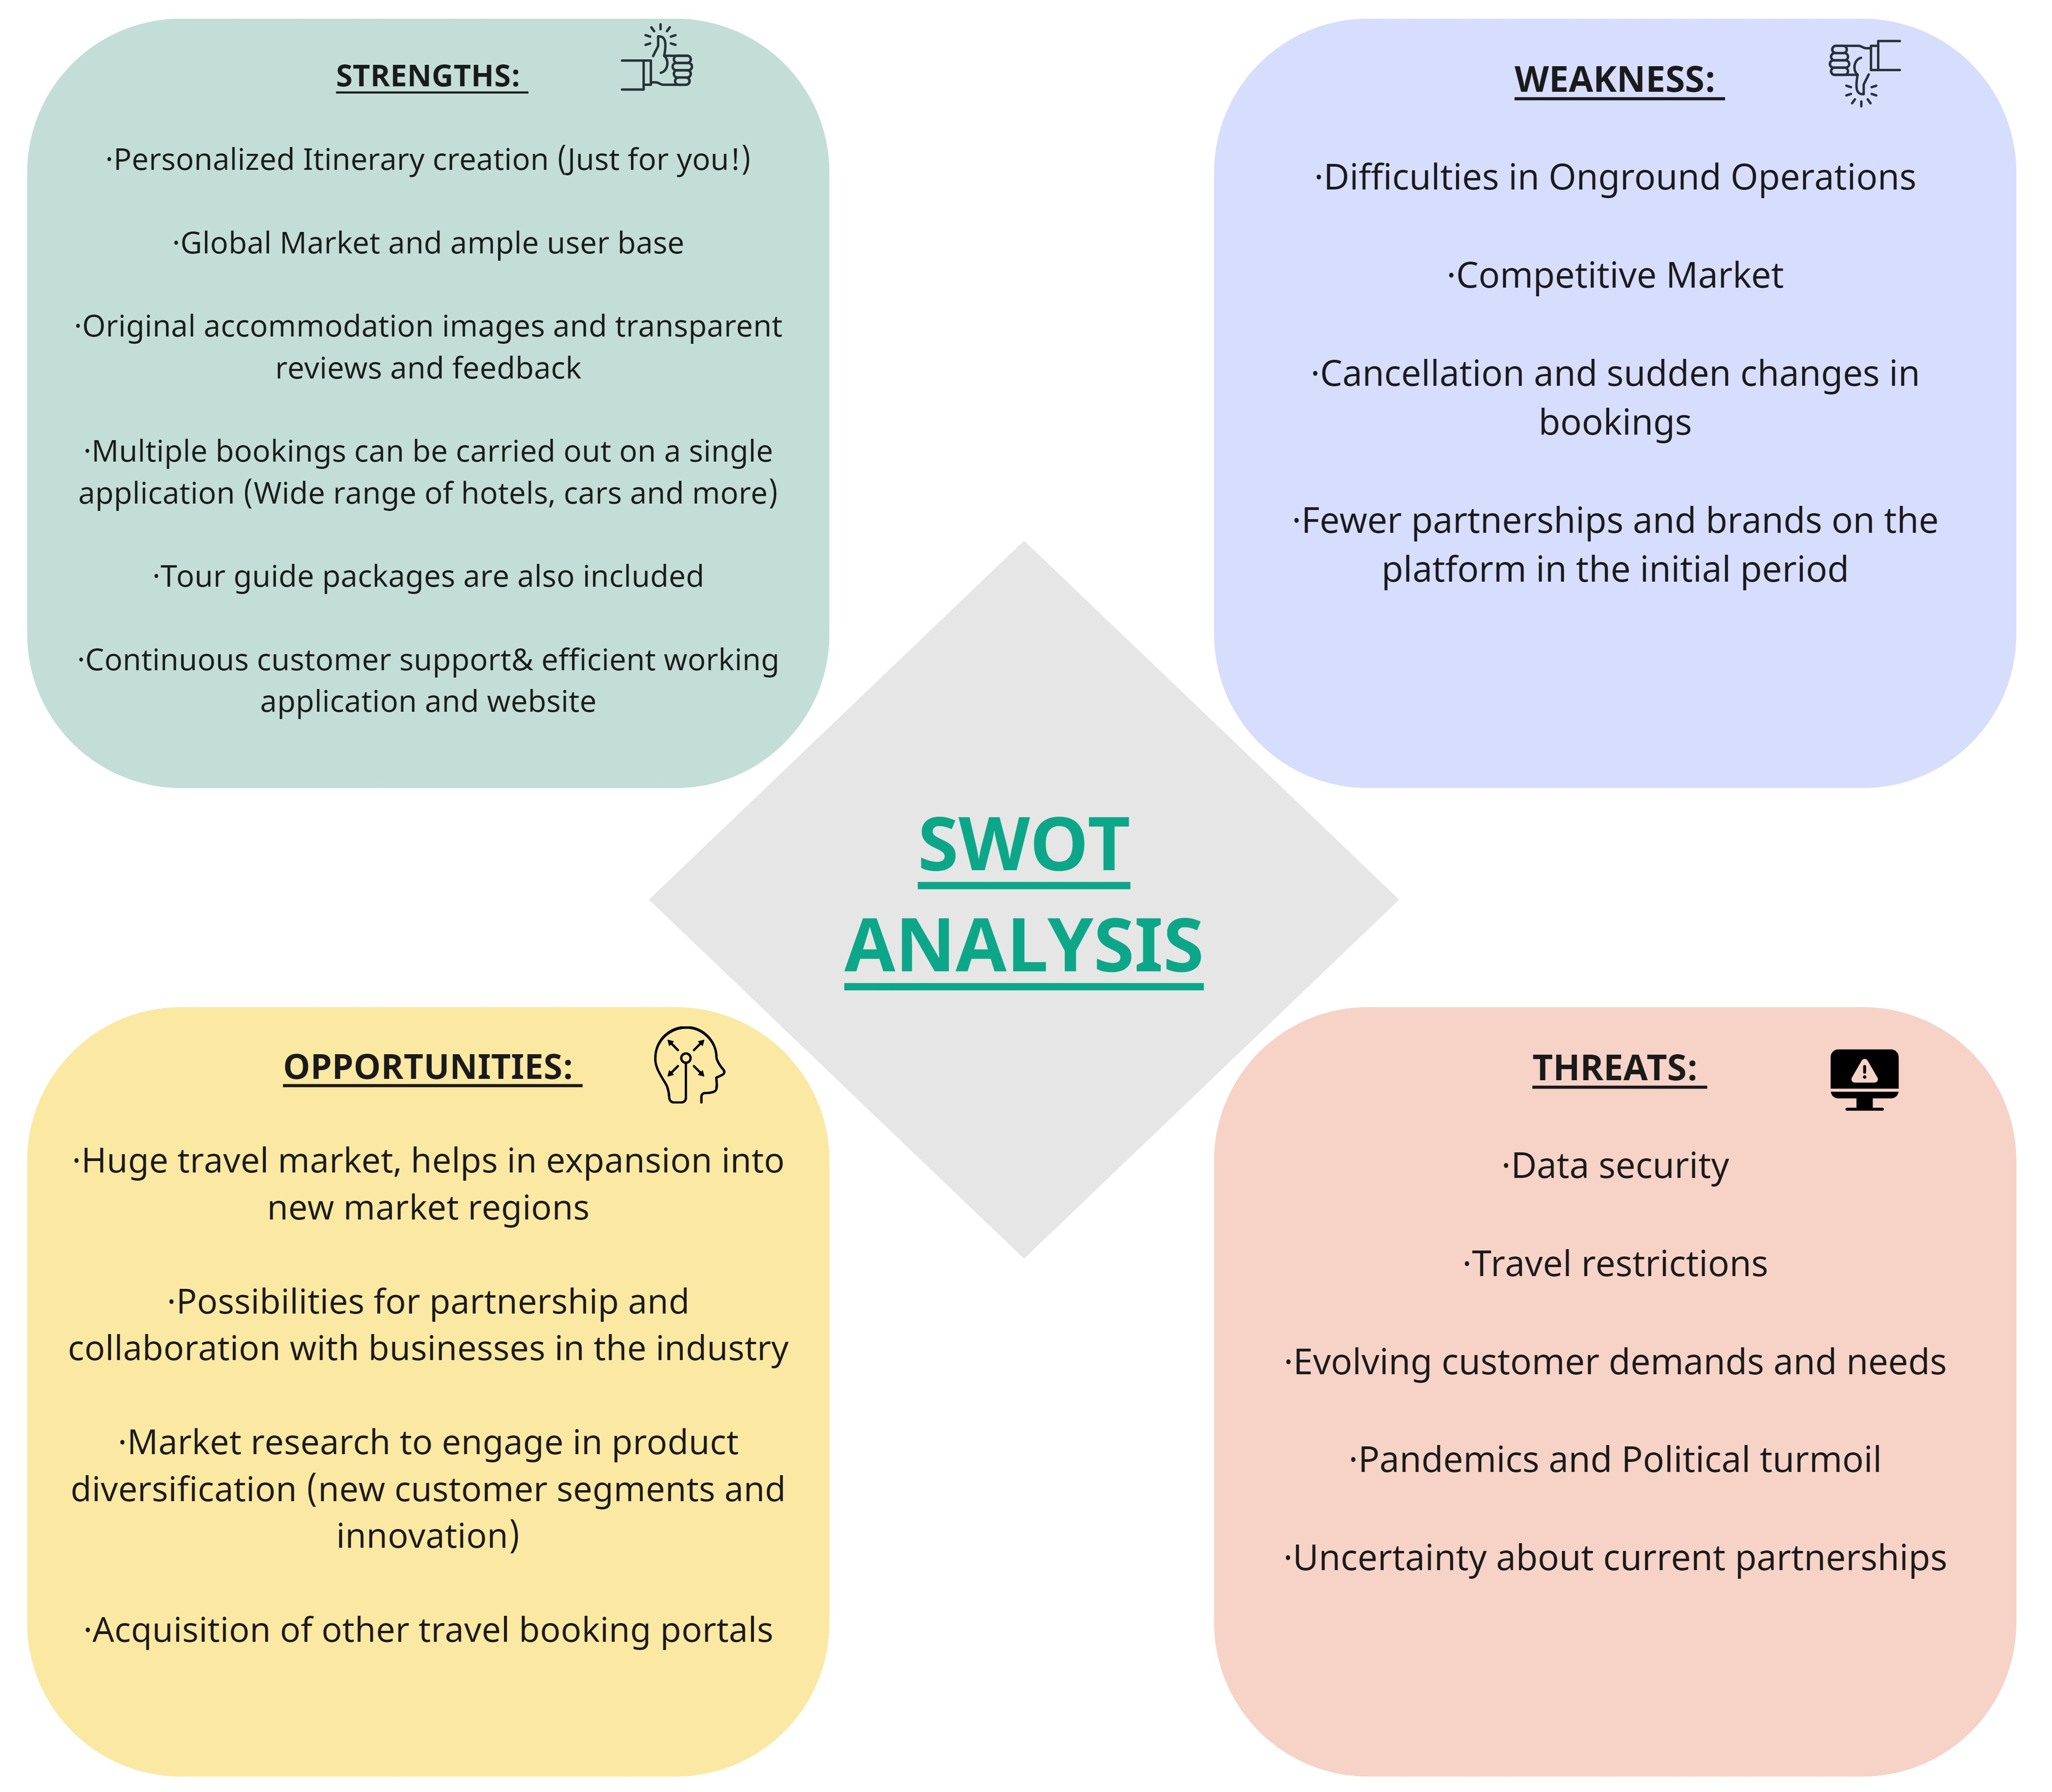 STRENGTHS:
·Personalized Itinerary creation (Just for you!)
·Global Market and ample user base
·Original accommodation images and transparent
reviews and feedback
·Multiple bookings can be carried out on a single
application (Wide range of hotels, cars and more)
·Tour guide packages are also included
·Continuous customer support& efficient working
application and website
WEAKNESS:
·Difficulties in Onground Operations
·Competitive Market
·Cancellation and sudden changes in
bookings
·Fewer partnerships and brands on the
platform in the initial period
SWOT
ANALYSIS
OPPORTUNITIES:
·Huge travel market, helps in expansion into
new market regions
·Possibilities for partnership and
collaboration with businesses in the industry
·Market research to engage in product
diversification (new customer segments and
innovation)
·Acquisition of other travel booking portals
THREATS:
·Data security
·Travel restrictions
·Evolving customer demands and needs
·Pandemics and Political turmoil
·Uncertainty about current partnerships